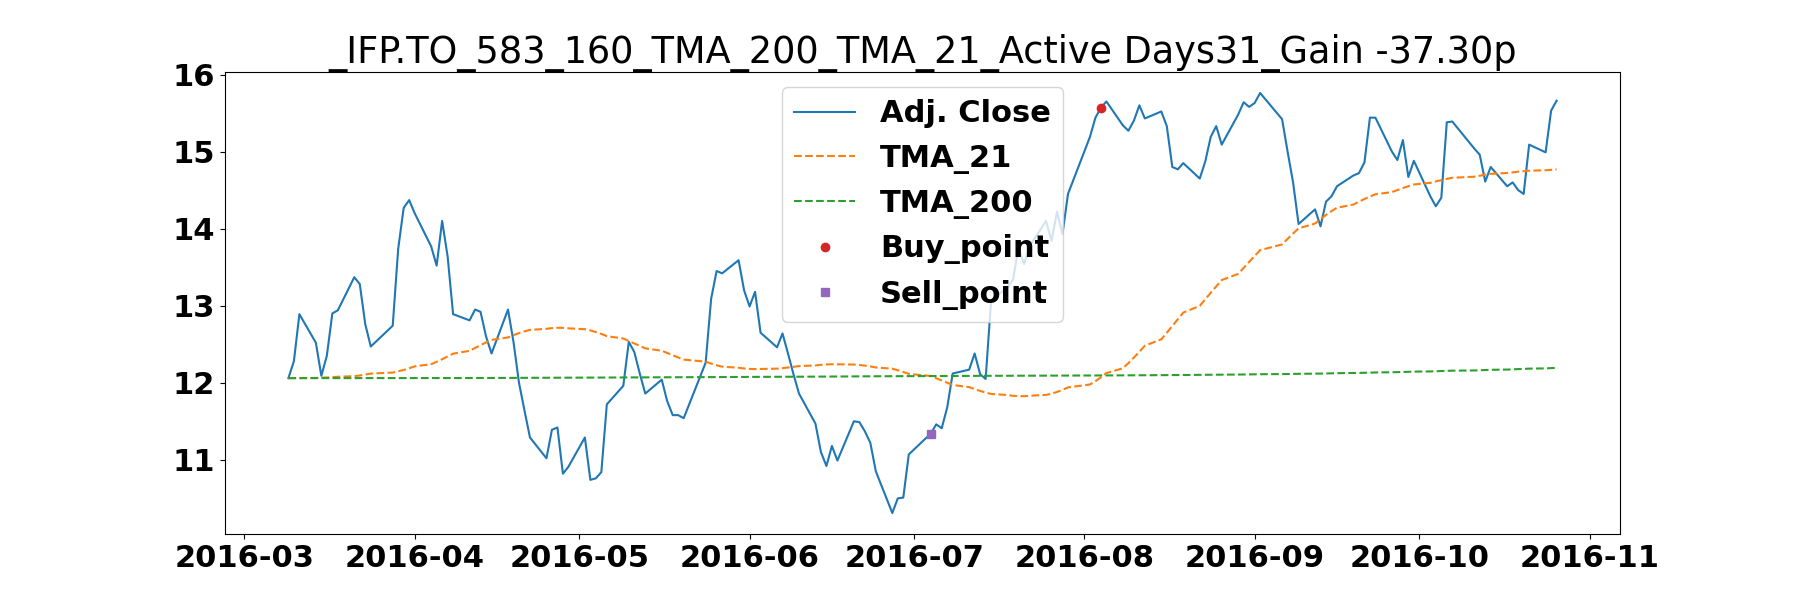 _IFP.TO_583_160_TMA_200_TMA_21_Active Days31_Gain -37.30p
16
15
14
13
12
11
Adj. Close
TMA_21
TMA_200
Buy_point
Sell_point
2016-03 2016-04 2016-05 2016-06 2016-07 2016-08 2016-09 2016-10 2016-11